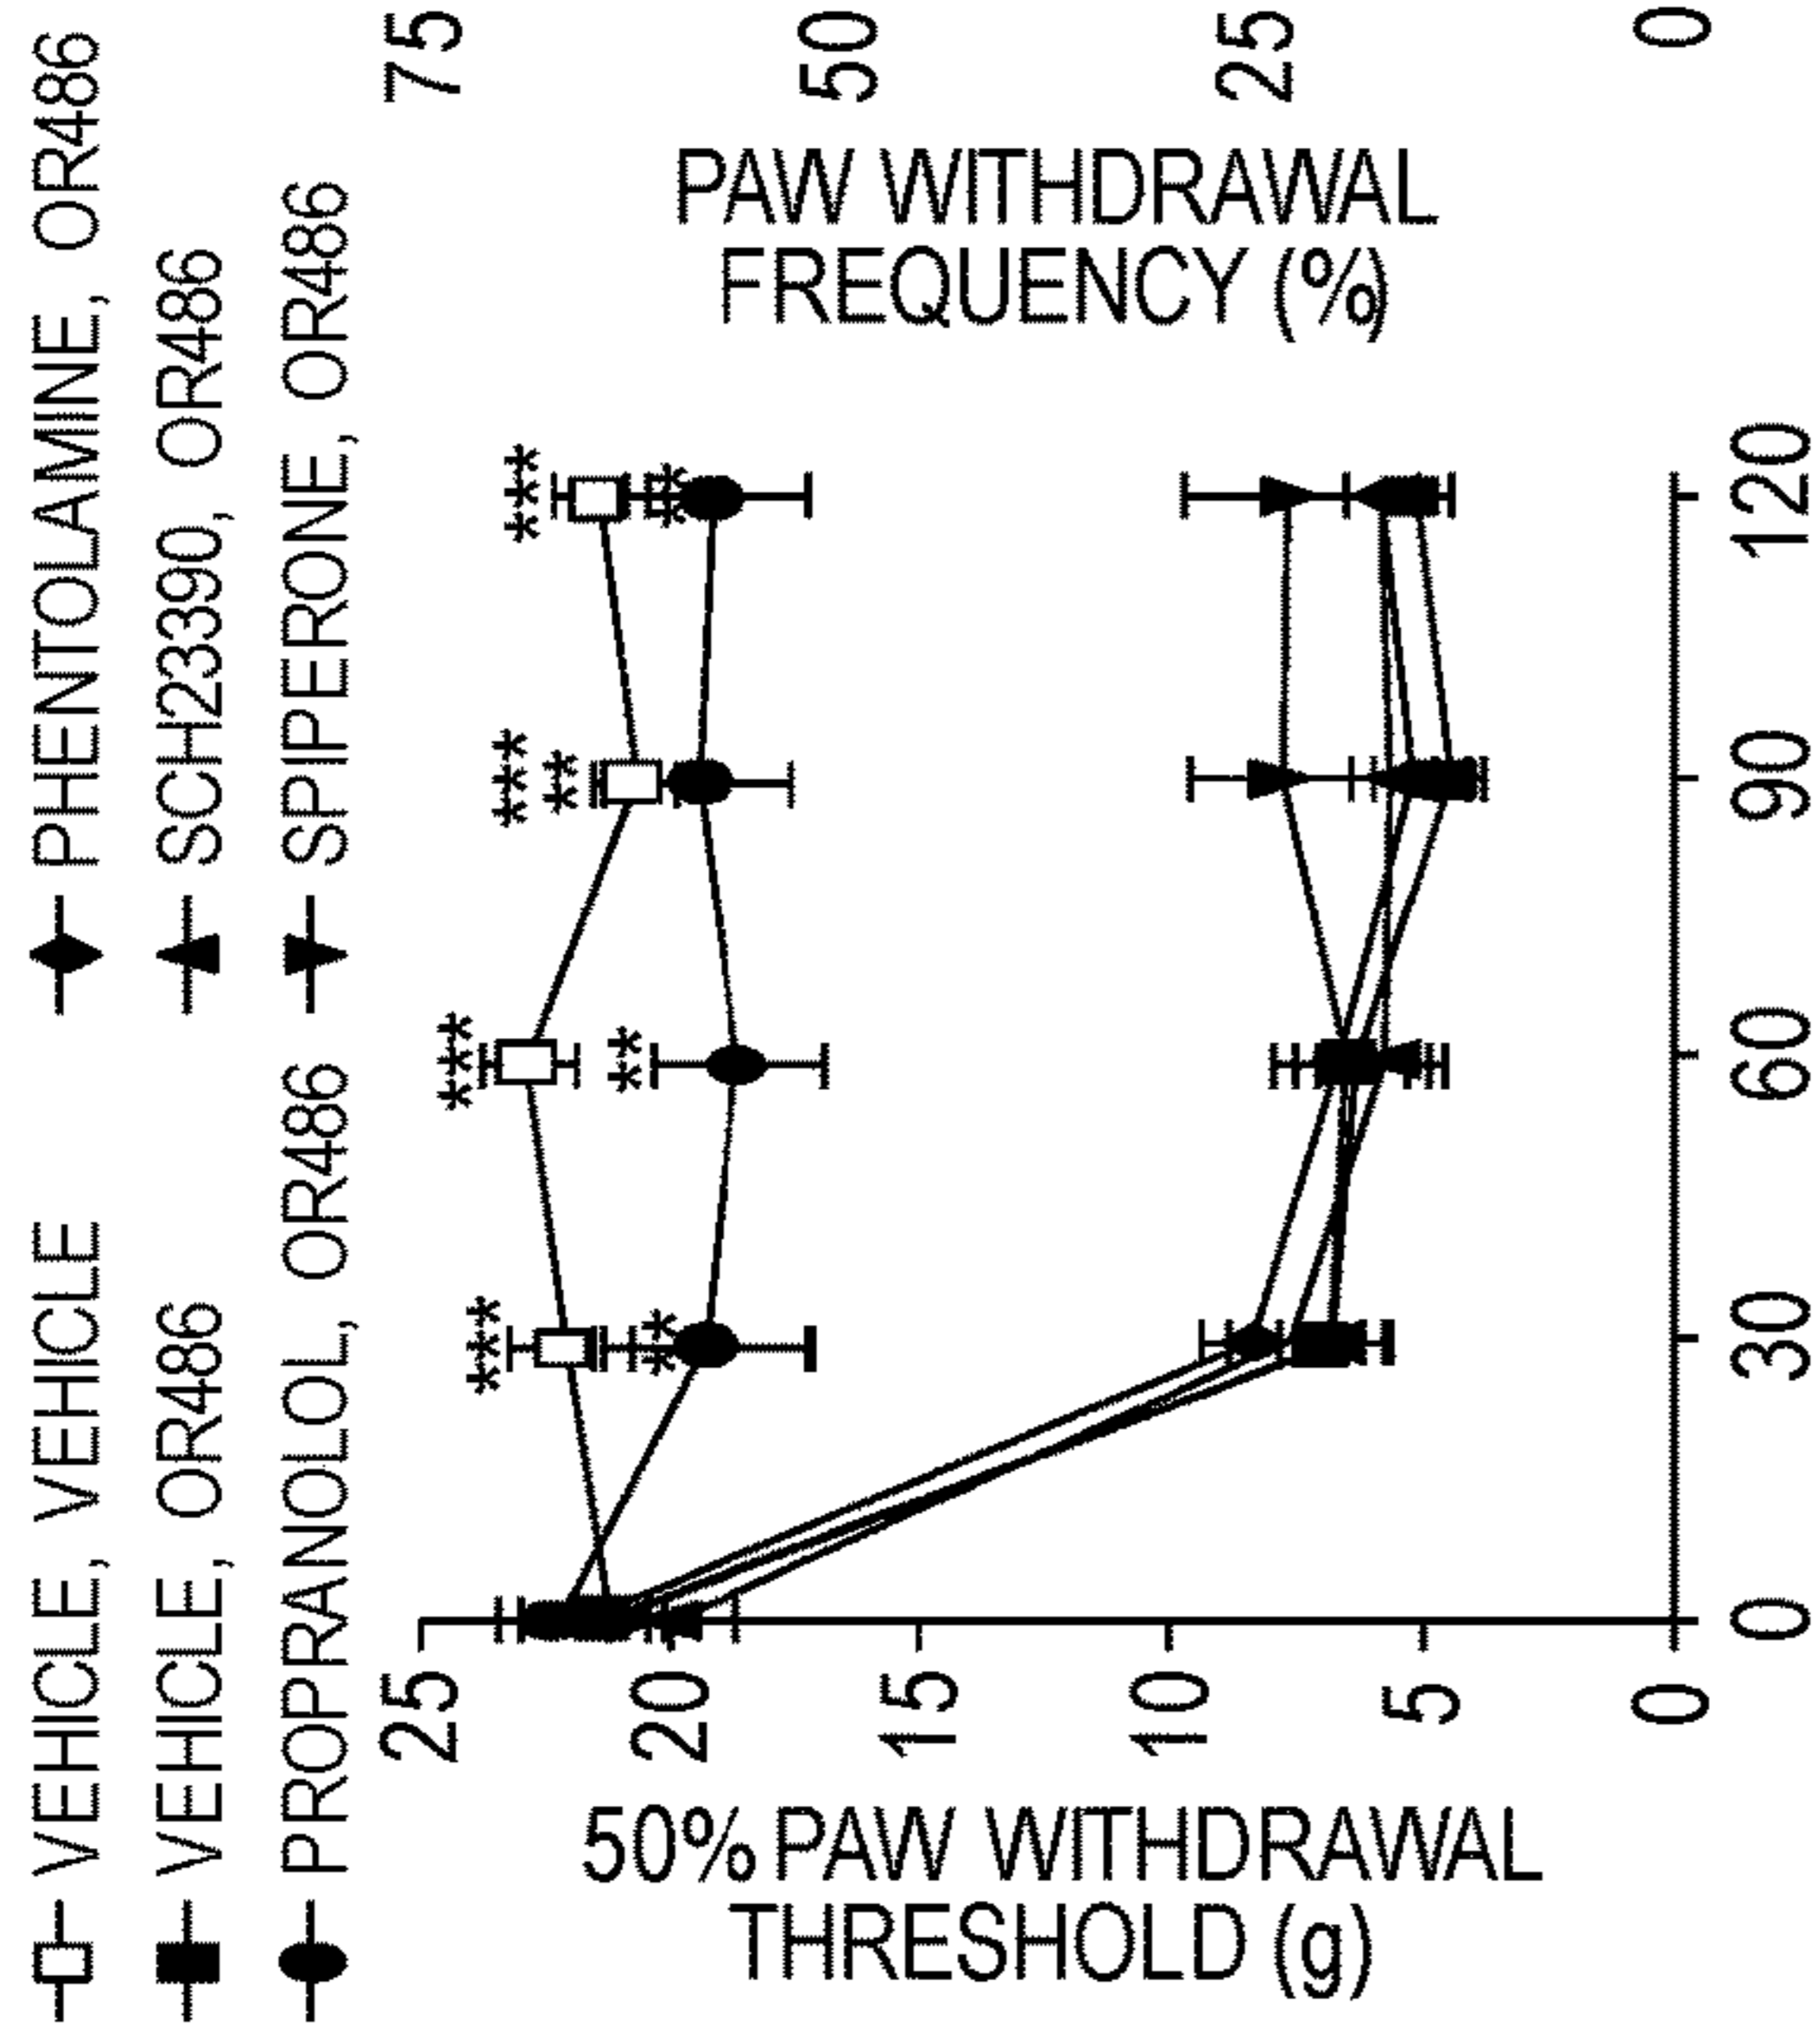 VEHICLE, VEHICLE
VEHICLE, OR486
PROPRANOLOL, OR486
PHENTOLAMINE, OR486
SCH23390, OR486
SPIPERONE, OR486
50% PAW WITHDRAWAL
THRESHOLD (g)
25
20
15
10
5
0
***
***
***
***
**
**
**
**
0
30
60
90
120
PAW WITHDRAWAL
FREQUENCY (%)
75
50
25
0